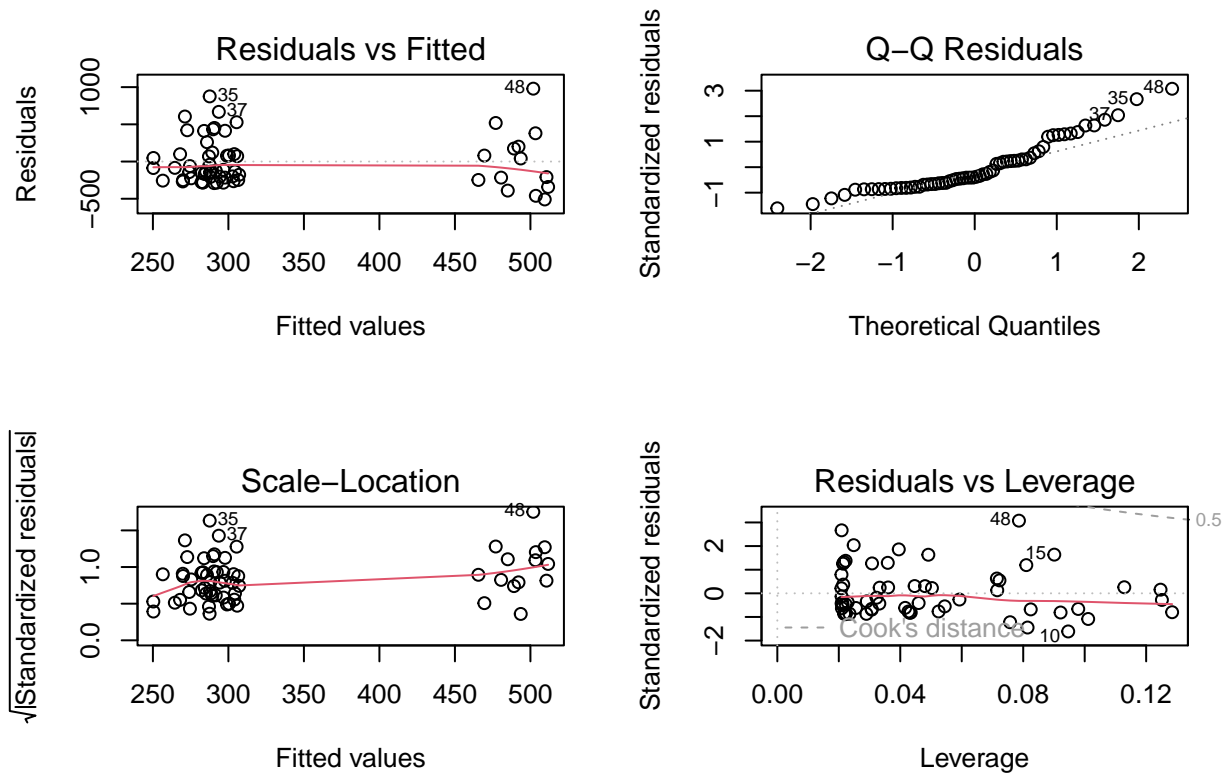 Residuals vs Fitted
Residuals
1000
−500
35
37
48
250 300 350 400 450 500
Fitted values
Q−Q Residuals
Standardized residuals
3
1
−1
37
35
48
−2 −1 0 1 2
Theoretical Quantiles
Scale−Location
√|Standardized residuals|
1.0
0.0
35
37
48
250 300 350 400 450 500
Fitted values
Residuals vs Leverage
Standardized residuals
2
0
−2
48
15
10
0.5
Cook's distance
0.00 0.04 0.08 0.12
Leverage